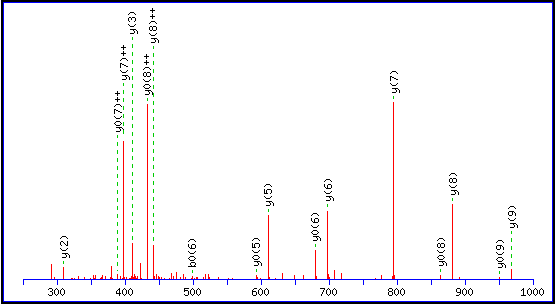 y(2)
y0(7)++
y(7)++
y(3)
y0(8)++
y(8)++
b0(6)
y0(5)
y(5)
y0(6)
y(6)
y(7)
y0(8)
y(8)
y0(9)
y(9)
300 400 500 600 700 800 900 1000